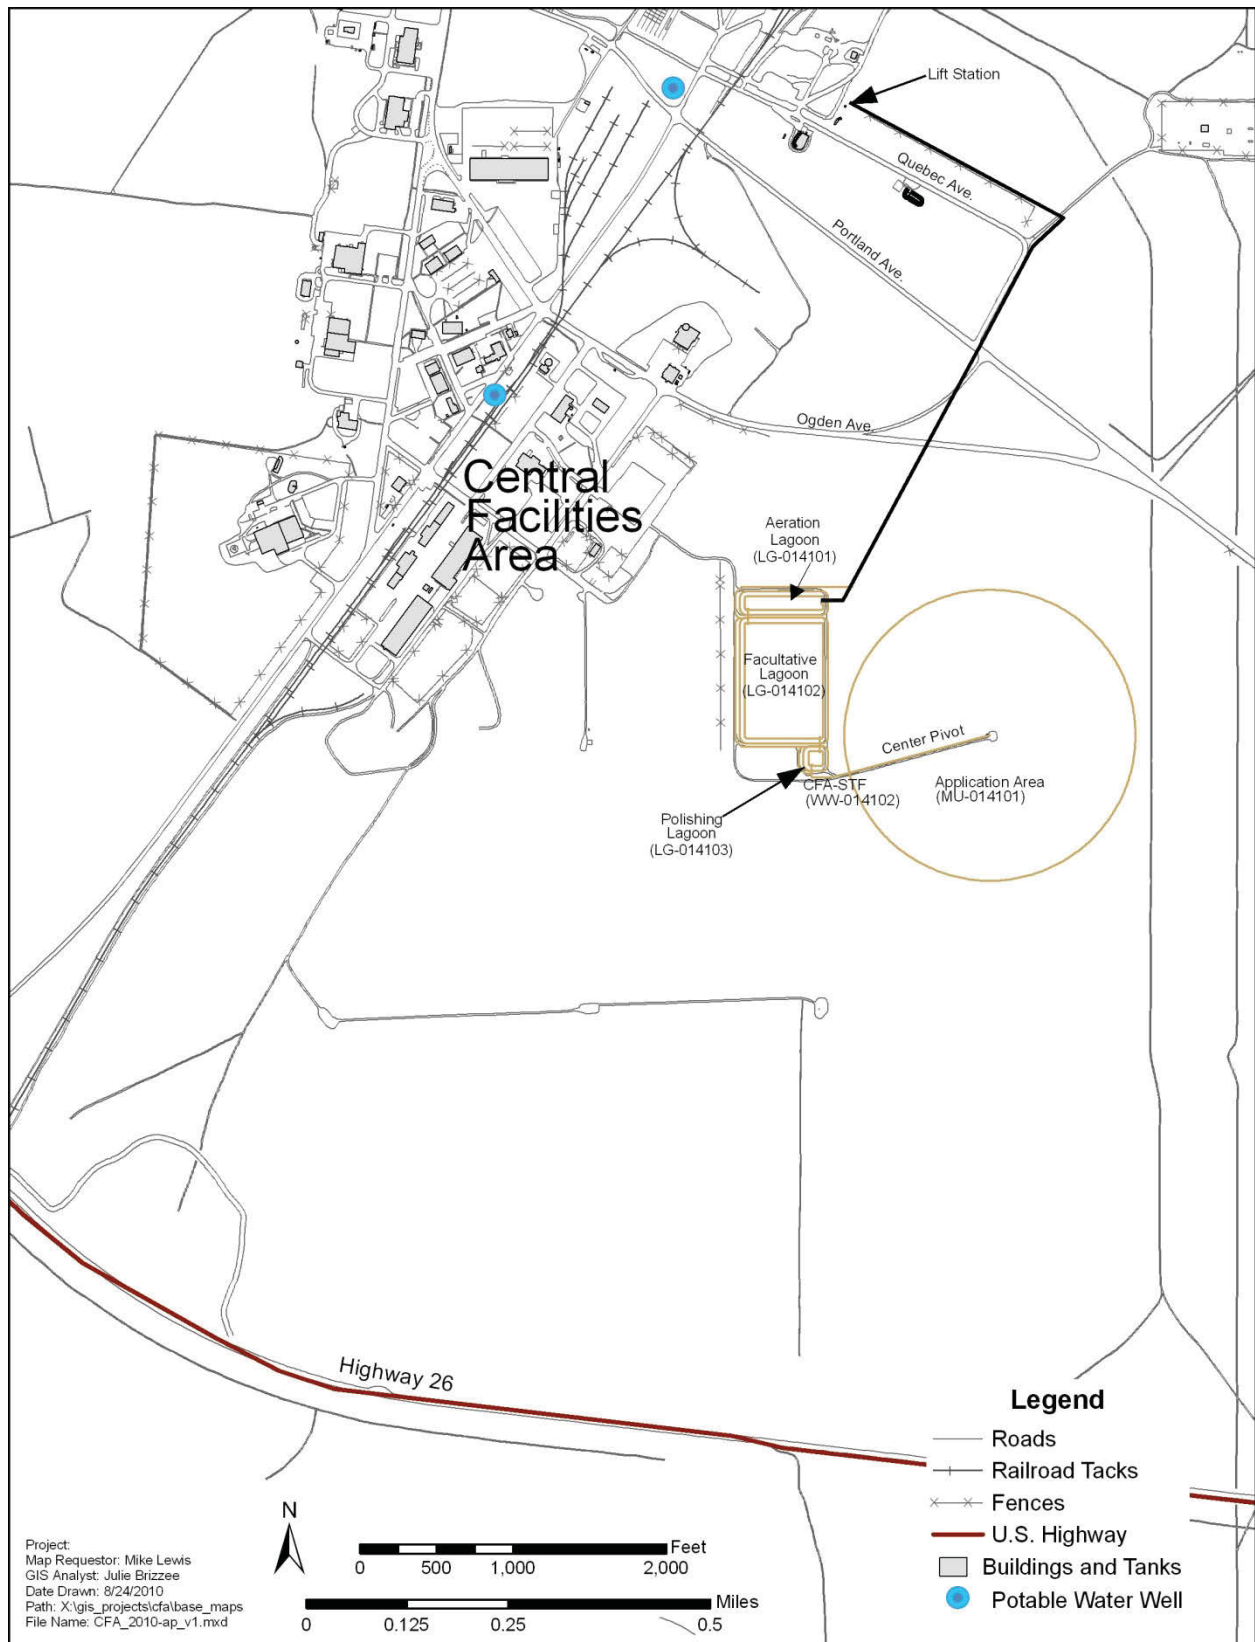 Lift Station
Quebec Ave.
Portland Ave.
Ogden Ave.
Central
Facilities
Area
Aeration
Lagoon
(LG-014101)
Facultative
Lagoon
(LG-014102)
Center Pivot
CFA-STF
(WW-014102)
Application Area
(MU-014101)
Polishing
Lagoon
(LG-014103)
Highway 26
Legend
Roads
Railroad Tacks
Fences
U.S. Highway
Buildings and Tanks
Potable Water Well
N
Feet
0 500 1,000 2,000
Miles
0 0.125 0.25 0.5
Project:
Map Requestor: Mike Lewis
GIS Analyst: Julie Brizzee
Date Drawn: 8/24/2010
Path: X:\gis_projects\cfa\base_maps
File Name: CFA_2010-ap_v1.mxd